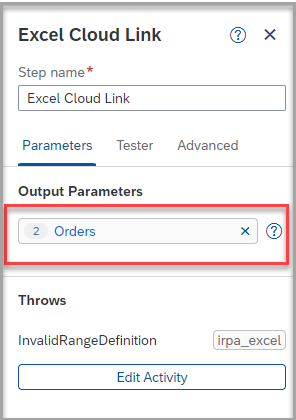 Excel Cloud Link ?
Step name*
Excel Cloud Link
Parameters Tester Advanced
Output Parameters
2 Orders ?
Throws
InvalidRangeDefinition irpa_excel
Edit Activity